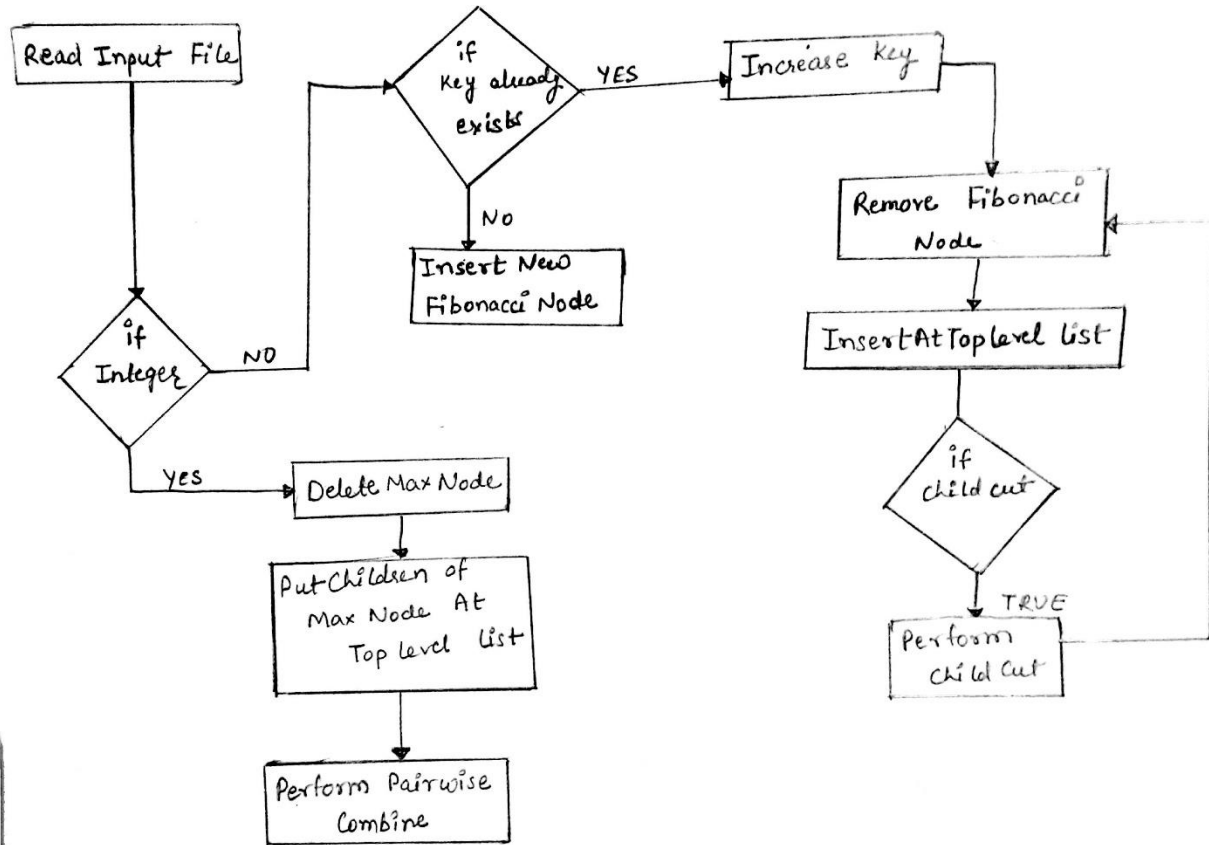 Read Input File
if
Key already
exists
YES
NO
Insert New
Fibonacci Node
Increase Key
Remove Fibonacci
Node
InsertAtToplevel list
if
child cut
TRUE
Perform
Child Cut
if
Integer
NO
YES
Delete Max Node
Put Children of
Max Node At
Top level list
Perform Pairwise
Combine